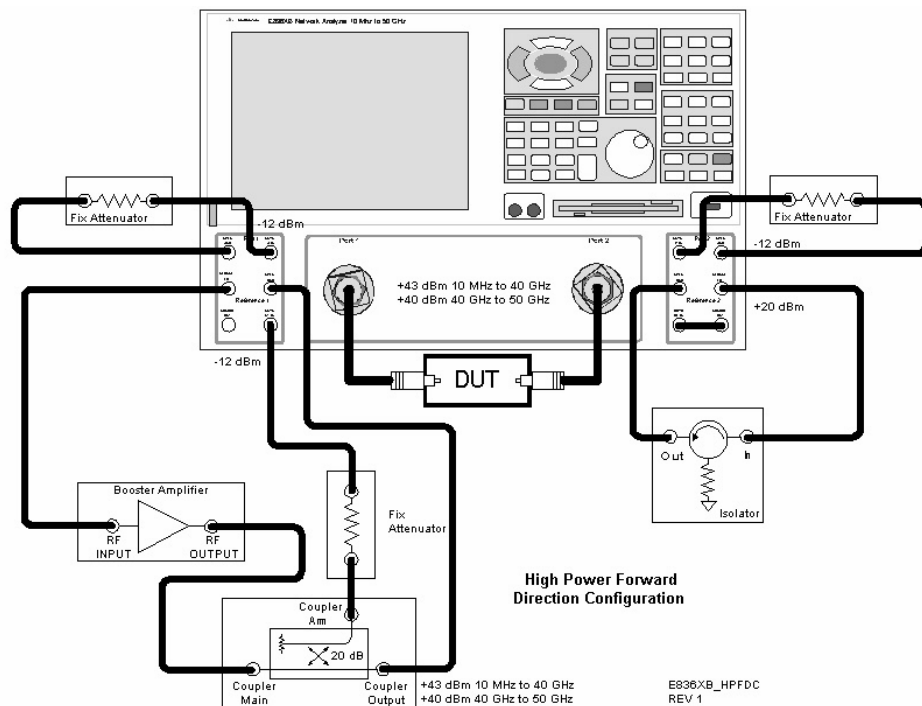 E836XB Network Analyzer 10 MHz to 50 GHz
Fix Attenuator
Fix Attenuator
-12 dBm
-12 dBm
Port 1
Port 2
+43 dBm 10 MHz to 40 GHz
+40 dBm 40 GHz to 50 GHz
Reference 1
Reference 2
+20 dBm
-12 dBm
DUT
Out
In
Isolator
Booster Amplifier
RF
INPUT
RF
OUTPUT
Fix
Attenuator
High Power Forward
Direction Configuration
Coupler
Arm
20 dB
Coupler
Main
Coupler
Output
+43 dBm 10 MHz to 40 GHz
+40 dBm 40 GHz to 50 GHz
E836XB_HPFDC
REV 1